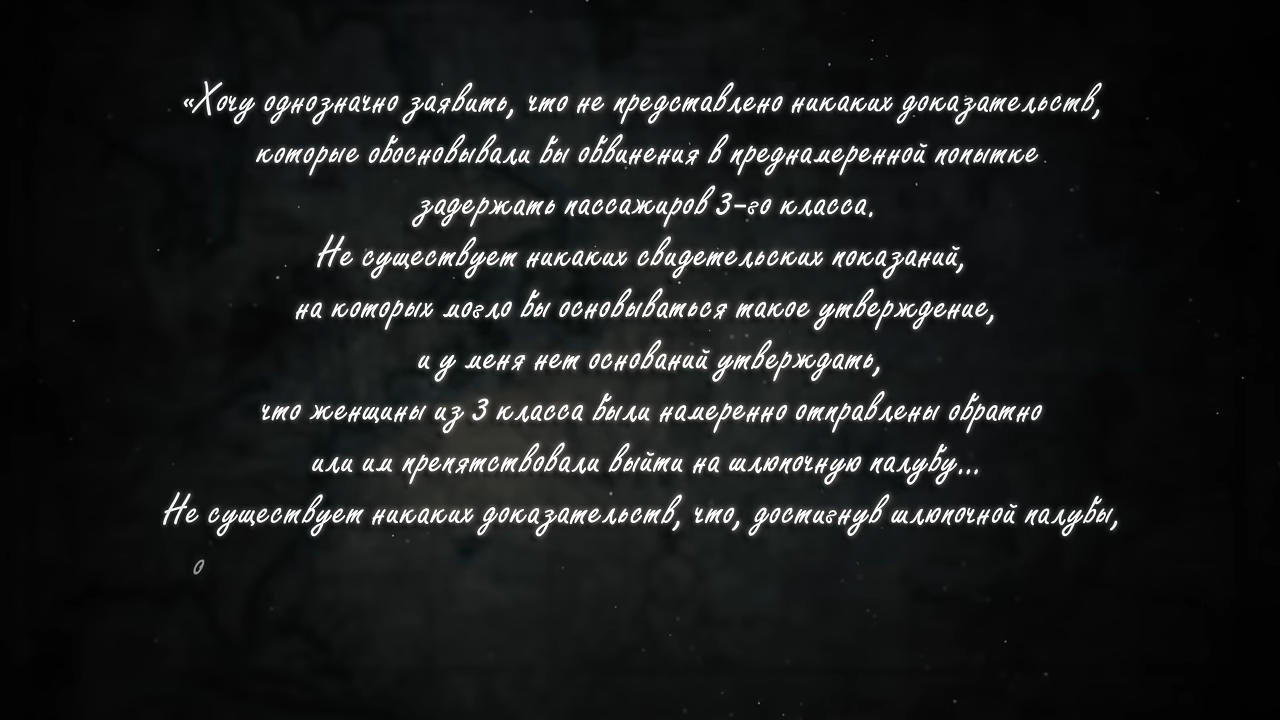 «Хочу однозначно заявить, что не представлено никаких доказательств,
которые обосновывали бы обвинения в преднамеренной попытке
задержать пассажиров 3-го класса.
Не существует никаких свидетельских показаний,
на которых могло бы основываться такое утверждение,
и у меня нет оснований утверждать,
что женщины из 3 класса были намеренно отправлены обратно
или им препятствовали выйти на шлюпочную палубу...
Не существует никаких доказательств, что, достигнув шлюпочной палубы,
о